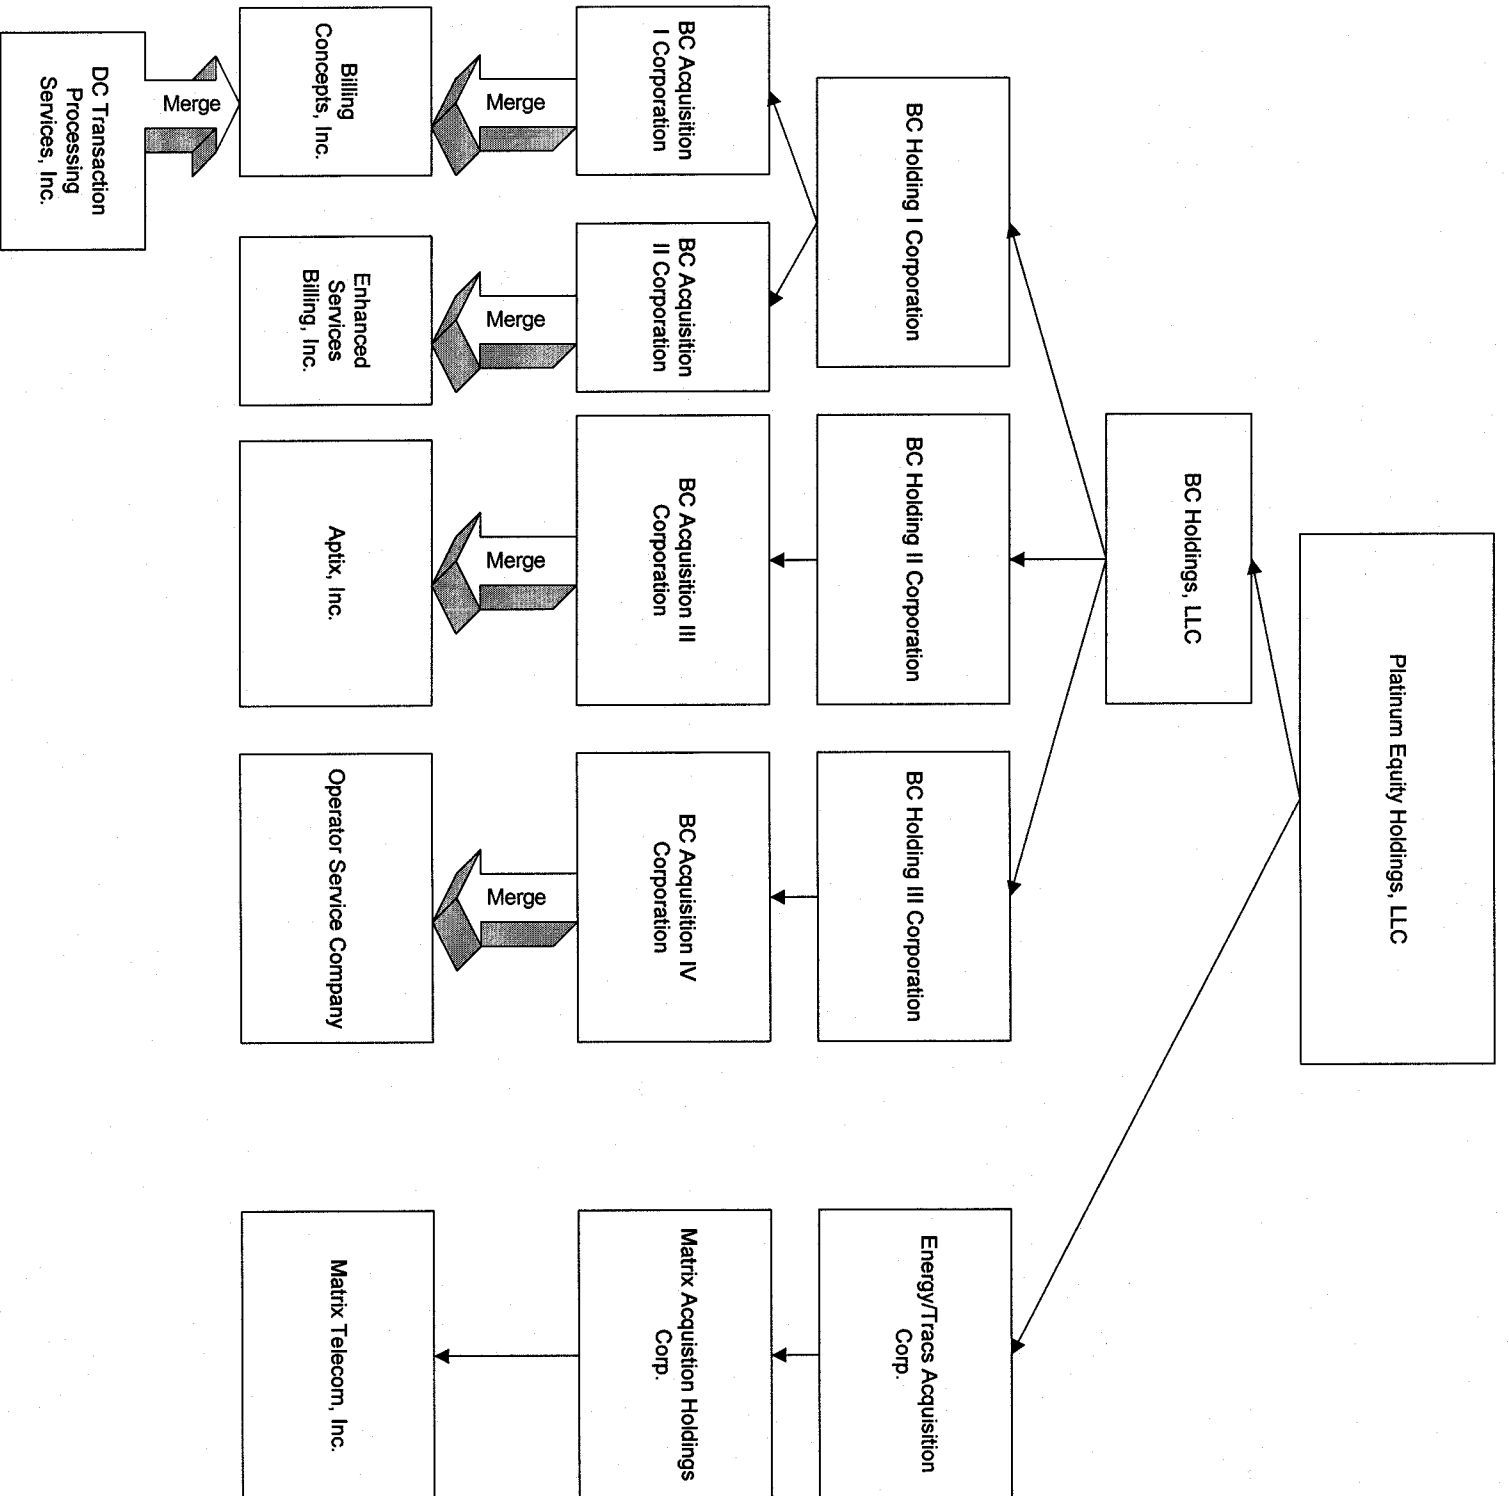 Platinum Equity Holdings, LLC
BC Holdings, LLC
BC Holding I Corporation
BC Holding II Corporation
BC Holding III Corporation
Energy/Tracs Acquisition
Corp.
BC Acquisition
I Corporation
BC Acquisition
II Corporation
BC Acquisition III
Corporation
BC Acquisition IV
Corporation
Matrix Acquistion Holdings
Corp.
Merge
Merge
Merge
Merge
Billing
Concepts, Inc.
Enhanced
Services
Billing, Inc.
Aptix, Inc.
Operator Service Company
Matrix Telecom, Inc.
Merge
DC Transaction
Processing
Services, Inc.